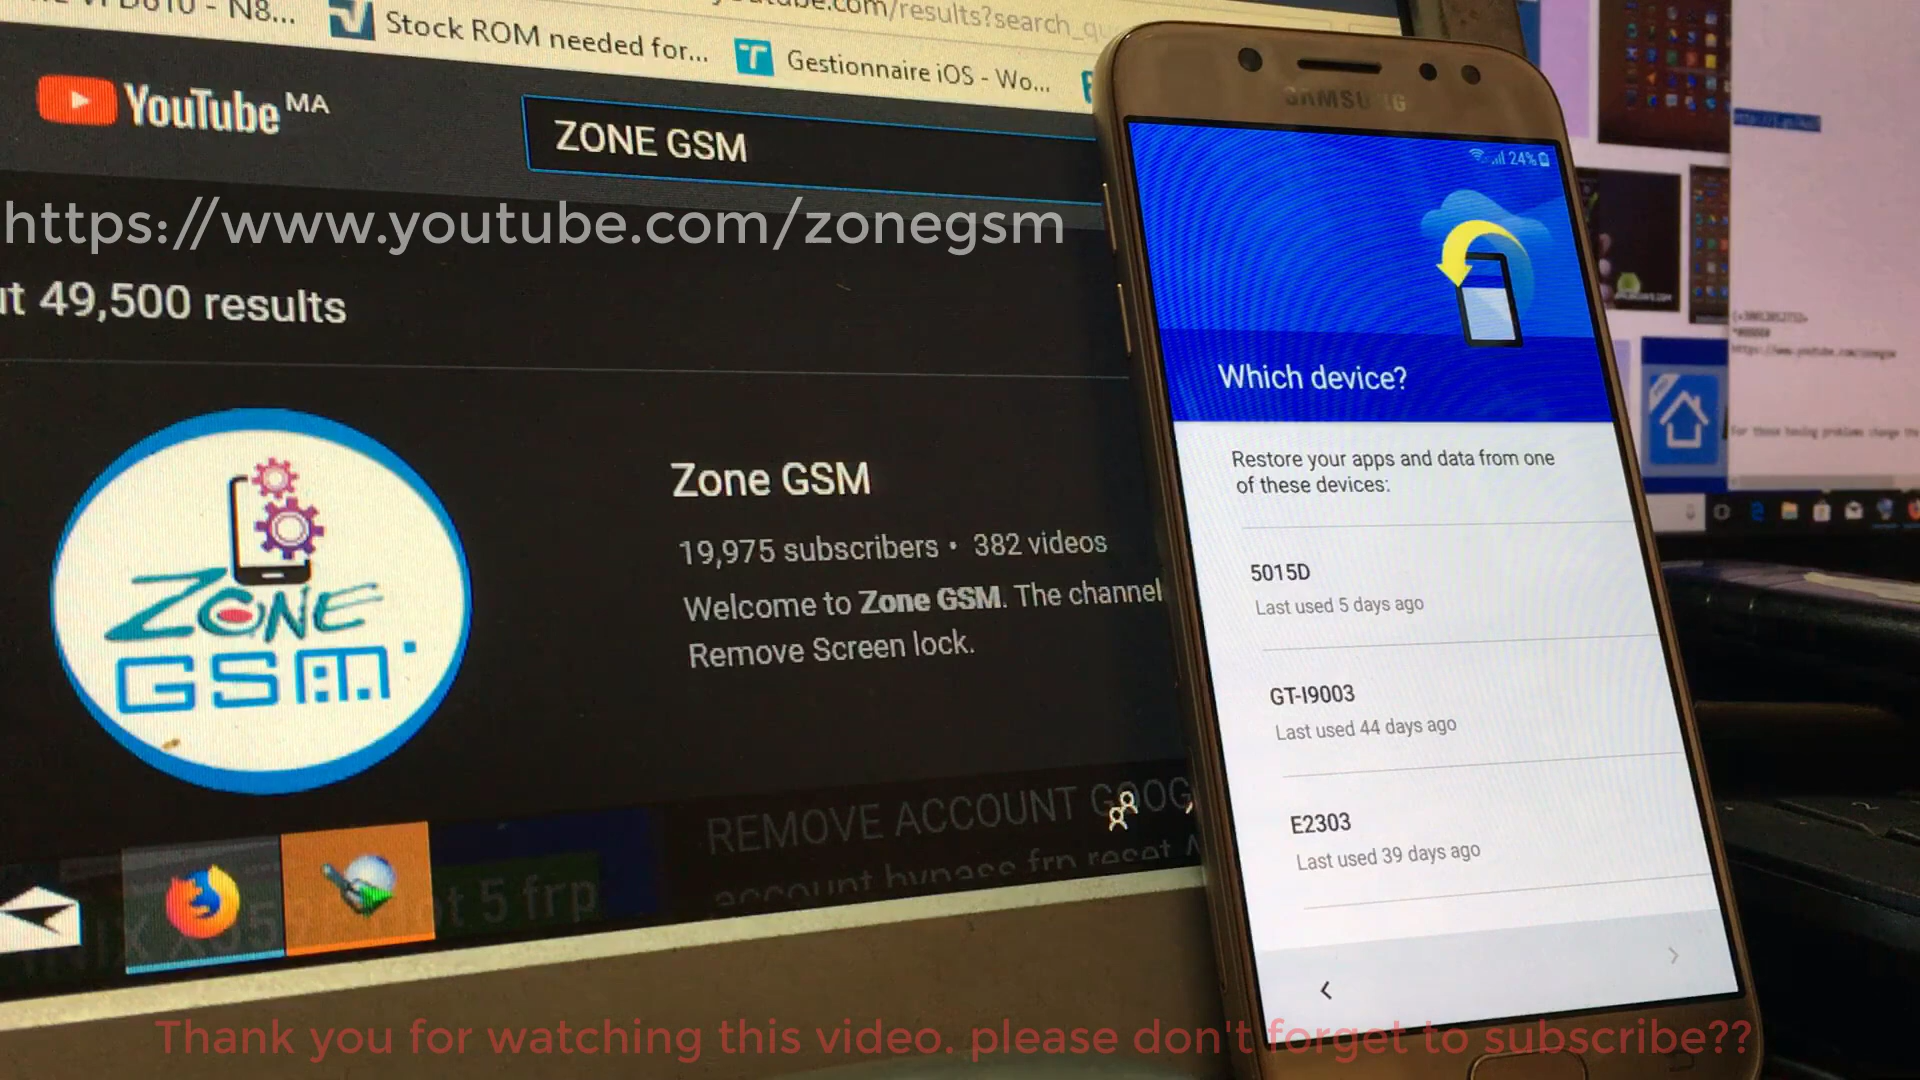 Stock ROM needed for...
Gestionnaire iOS - Wo...
YouTube MA
ZONE GSM
https://www.youtube.com/zonegsm
49,500 results
ZONE
GSM
Zone GSM
19,975 subscribers • 382 videos
Welcome to Zone GSM. The channel
Remove Screen lock.
REMOVE ACCOUNT
5 frp
SAMSUNG
24%
Which device?
Restore your apps and data from one
of these devices:
5015D
Last used 5 days ago
GT-I9003
Last used 44 days ago
E2303
Last used 39 days ago
Thank you for watching this video. please don't forget to subscribe??